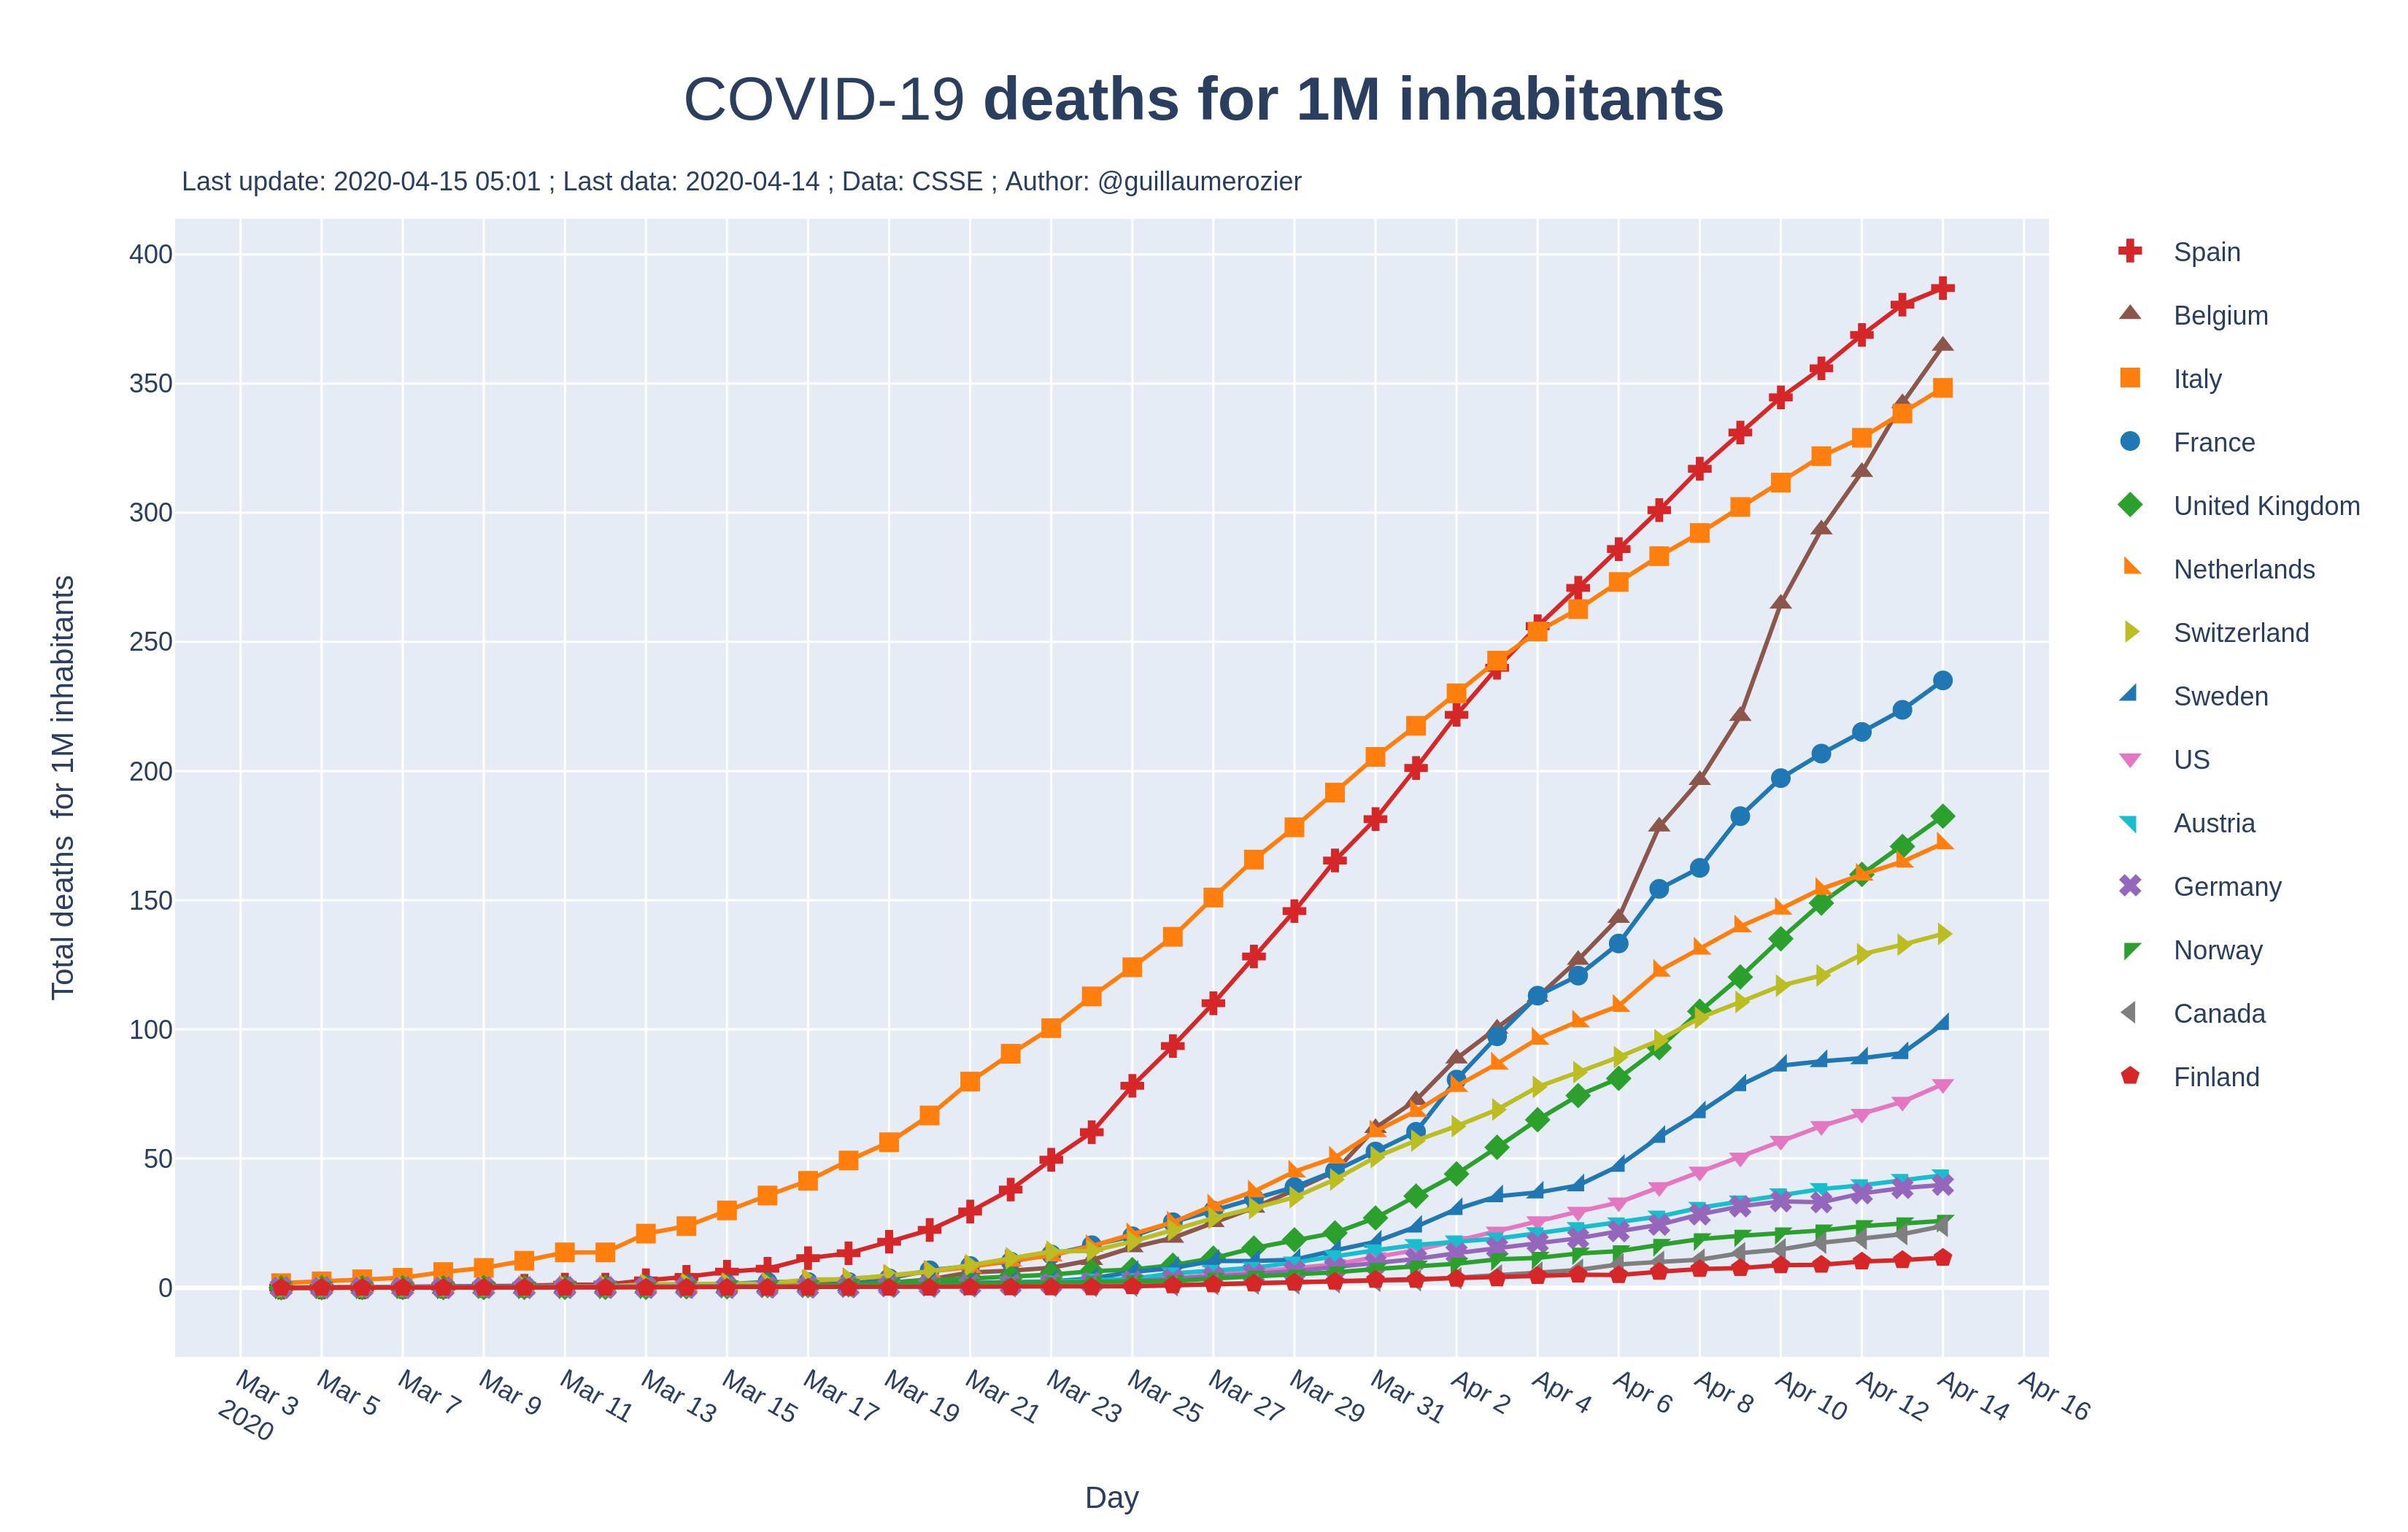 COVID-19 deaths for 1M inhabitants
Last update: 2020-04-15 05:01 ; Last data: 2020-04-14 ; Data: CSSE ; Author: @guillaumerozier
Total deaths for 1M inhabitants
400
350
300
250
200
150
100
50
0
Mar 3
2020
Mar 5
Mar 7
Mar 9
Mar 11
Mar 13
Mar 15
Mar 17
Mar 19
Mar 21
Mar 23
Mar 25
Mar 27
Mar 29
Mar 31
Apr 2
Apr 4
Apr 6
Apr 8
Apr 10
Apr 12
Apr 14
Apr 16
Day
Spain
Belgium
Italy
France
United Kingdom
Netherlands
Switzerland
Sweden
US
Austria
Germany
Norway
Canada
Finland